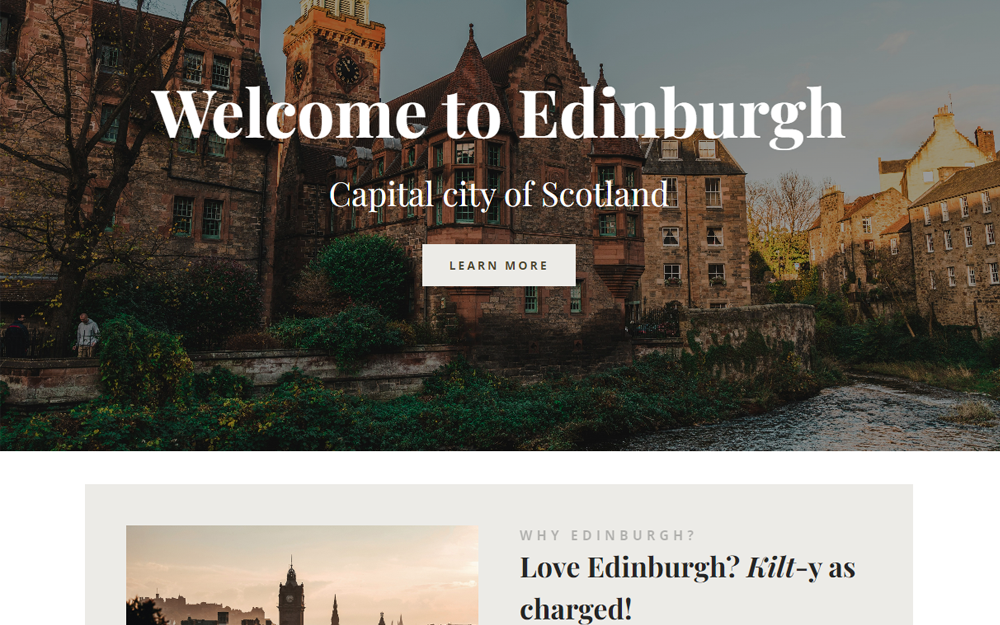 Welcome to Edinburgh
Capital city of Scotland
LEARN MORE
WHY EDINBURGH?
Love Edinburgh? Kilt-y as
charged!